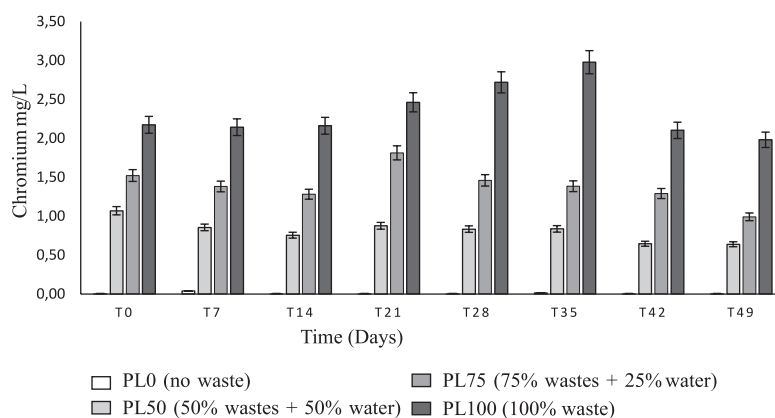 3,50
3,00
2,50
2,00
1,50
1,00
0,50
0,00
Chromium mg/L
T0 T7 T14 T21 T28 T35 T42 T49
Time (Days)
PL0 (no waste)
PL75 (75% wastes + 25% water)
PL50 (50% wastes + 50% water)
PL100 (100% waste)